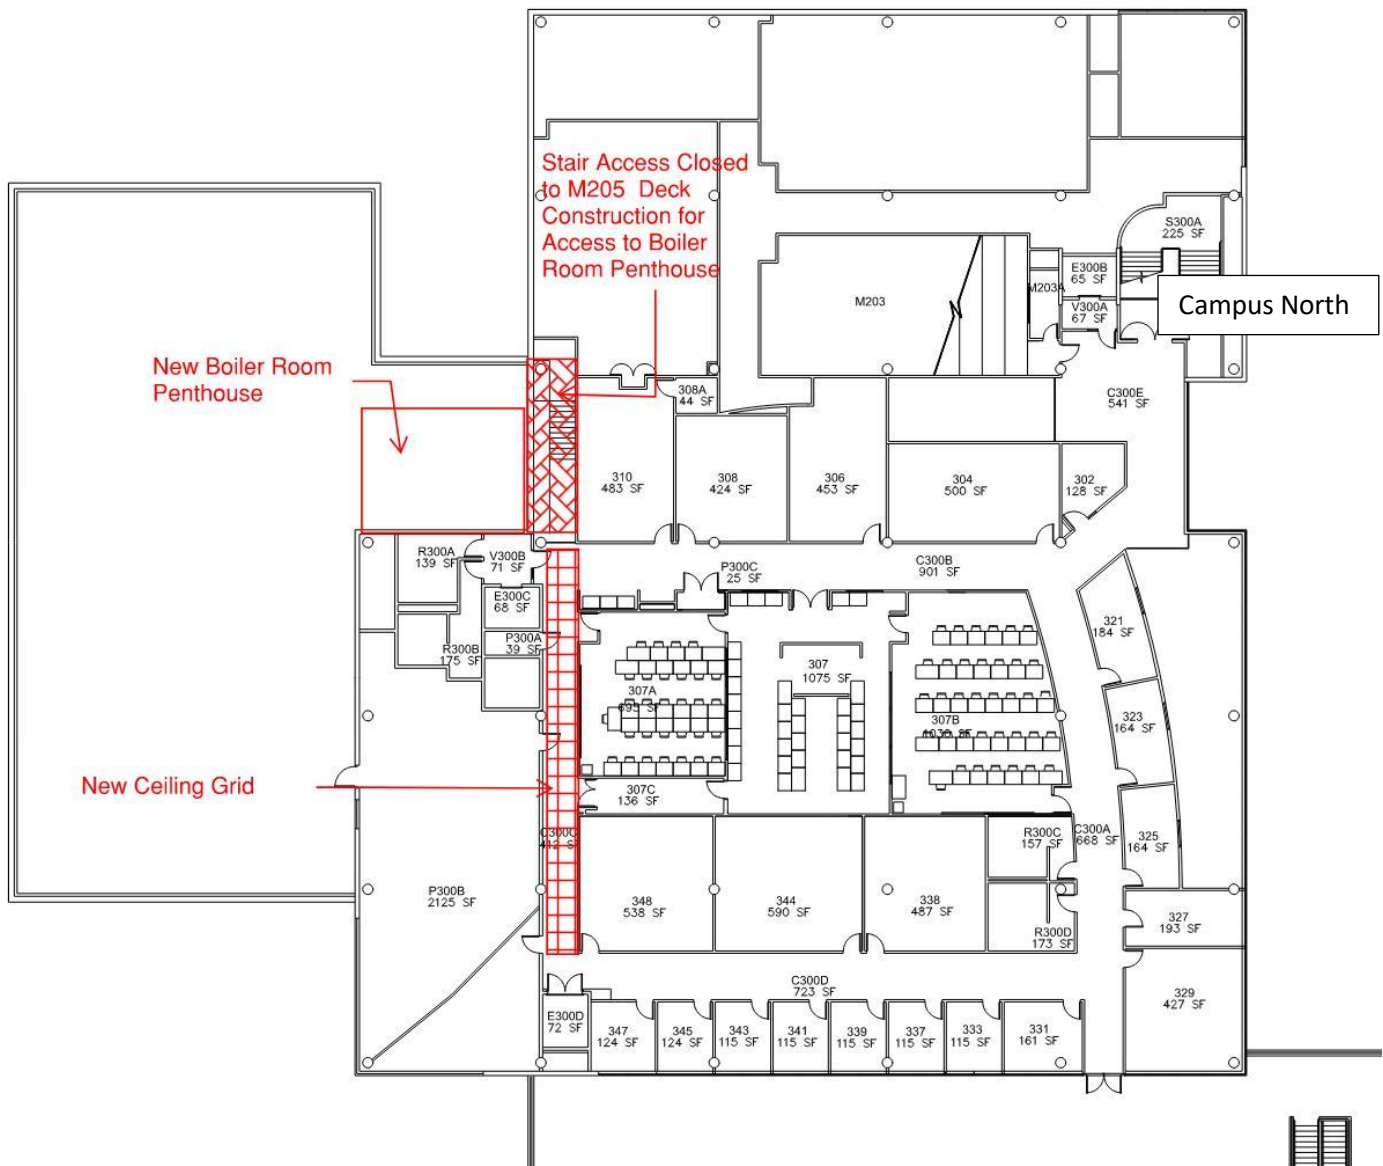 Stair Access Closed
to M205 Deck
Construction for
Access to Boiler
Room Penthouse
S300A
225 SF
E300B
65 SF
M203A
M203
V300A
67 SF
Campus North
New Boiler Room
Penthouse
308A
44 SF
C300E
541 SF
310
483 SF
308
424 SF
306
453 SF
304
500 SF
302
128 SF
R300A
139 SF
V300B
71 SF
P300C
25 SF
C300B
901 SF
E300C
68 SF
P300A
39 SF
R300B
175 SF
321
184 SF
307
1075 SF
307A
695 SF
307B
1030 SF
323
164 SF
New Ceiling Grid
307C
136 SF
C300C
412 SF
R300C
157 SF
C300A
668 SF
325
164 SF
P300B
2125 SF
348
538 SF
344
590 SF
338
487 SF
327
193 SF
R300D
173 SF
C300D
723 SF
329
427 SF
E300D
72 SF
347
124 SF
345
124 SF
343
115 SF
341
115 SF
339
115 SF
337
115 SF
333
115 SF
331
161 SF